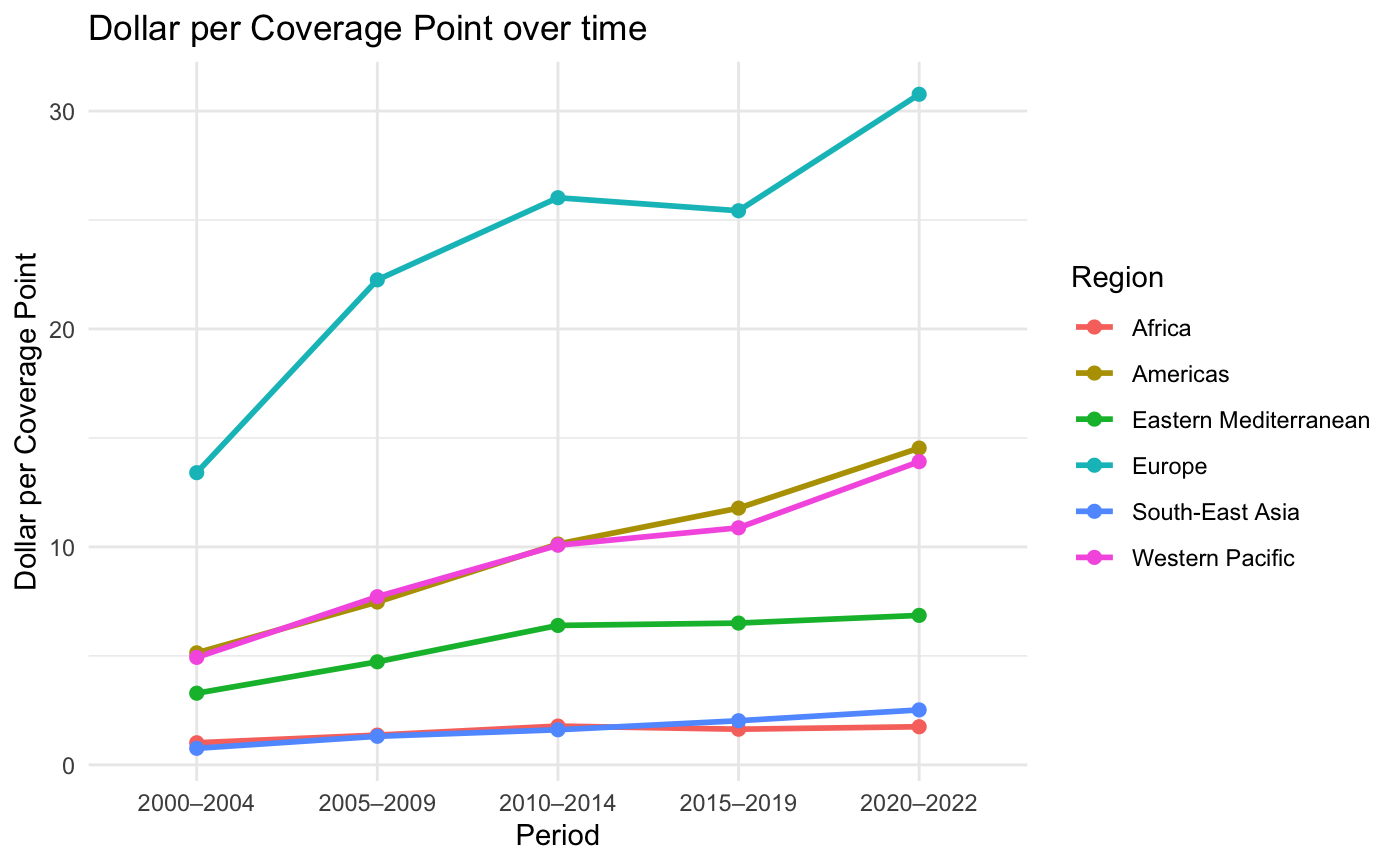 Dollar per Coverage Point over time
Dollar per Coverage Point
30
20
10
0
2000–2004 2005–2009 2010–2014 2015–2019 2020–2022
Period
Region
Africa
Americas
Eastern Mediterranean
Europe
South-East Asia
Western Pacific